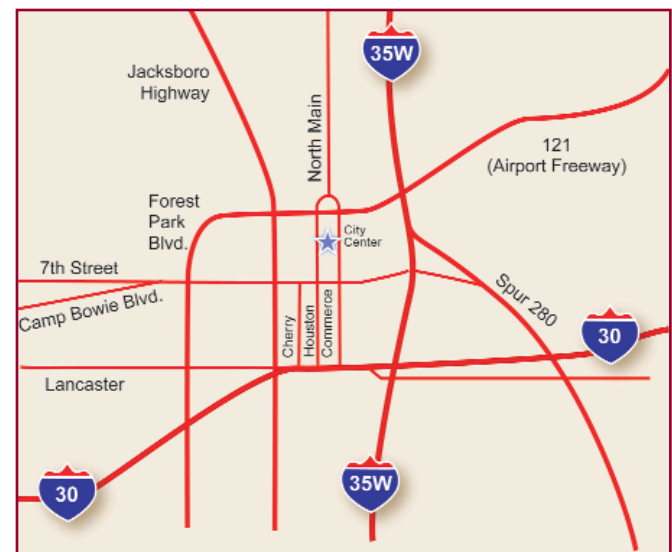 35W
Jacksboro
Highway
North Main
121
(Airport Freeway)
Forest
Park
Blvd.
City
Center
7th Street
Camp Bowie Blvd.
Spur 280
Cherry
Houston
Commerce
30
Lancaster
30
35W